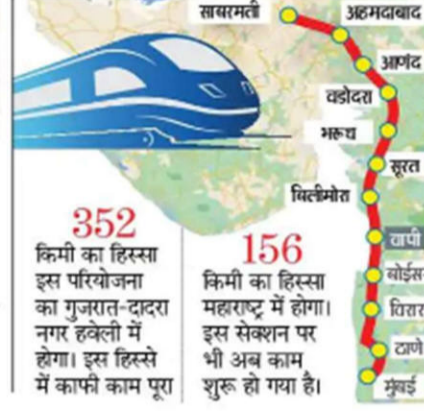 साबरमती
अहमदाबाद
आणंद
वडोदरा
भरूच
सूरत
बिलीमोरा
वापी
बोईस
विरार
ठाणे
मुंबई
352
किमी का हिस्सा
इस परियोजना
का गुजरात-दादरा
नगर हवेली में
होगा। इस हिस्से
में काफी काम पूरा
156
किमी का हिस्सा
महाराष्ट्र में होगा।
इस सेक्शन पर
भी अब काम
शुरू हो गया है।